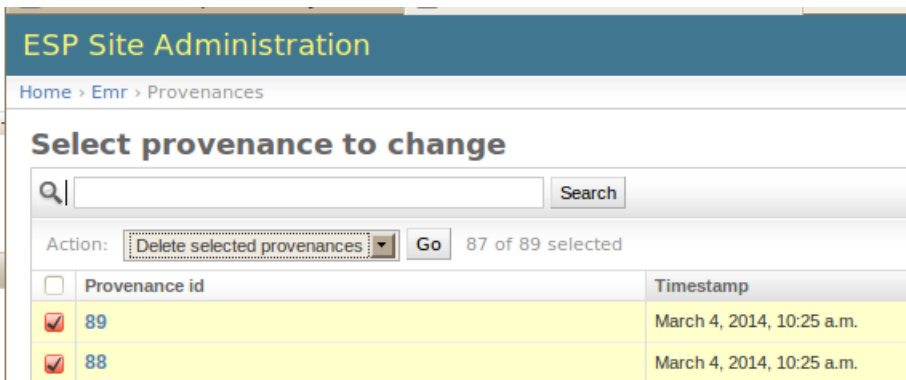 ESP Site Administration
Home › Emr › Provenances
Select provenance to change
Search
Action: Delete selected provenances Go 87 of 89 selected
Provenance id Timestamp
89 March 4, 2014, 10:25 a.m.
88 March 4, 2014, 10:25 a.m.